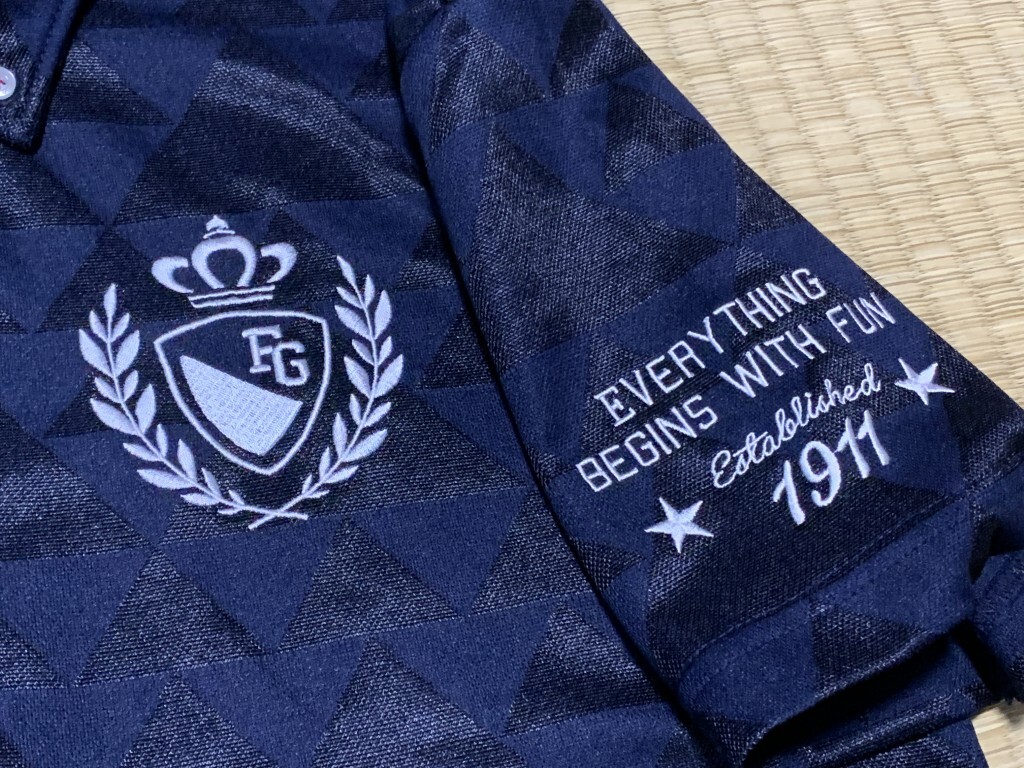 FG
EVERYTHING
BEGINS WITH FUN
Established
1911